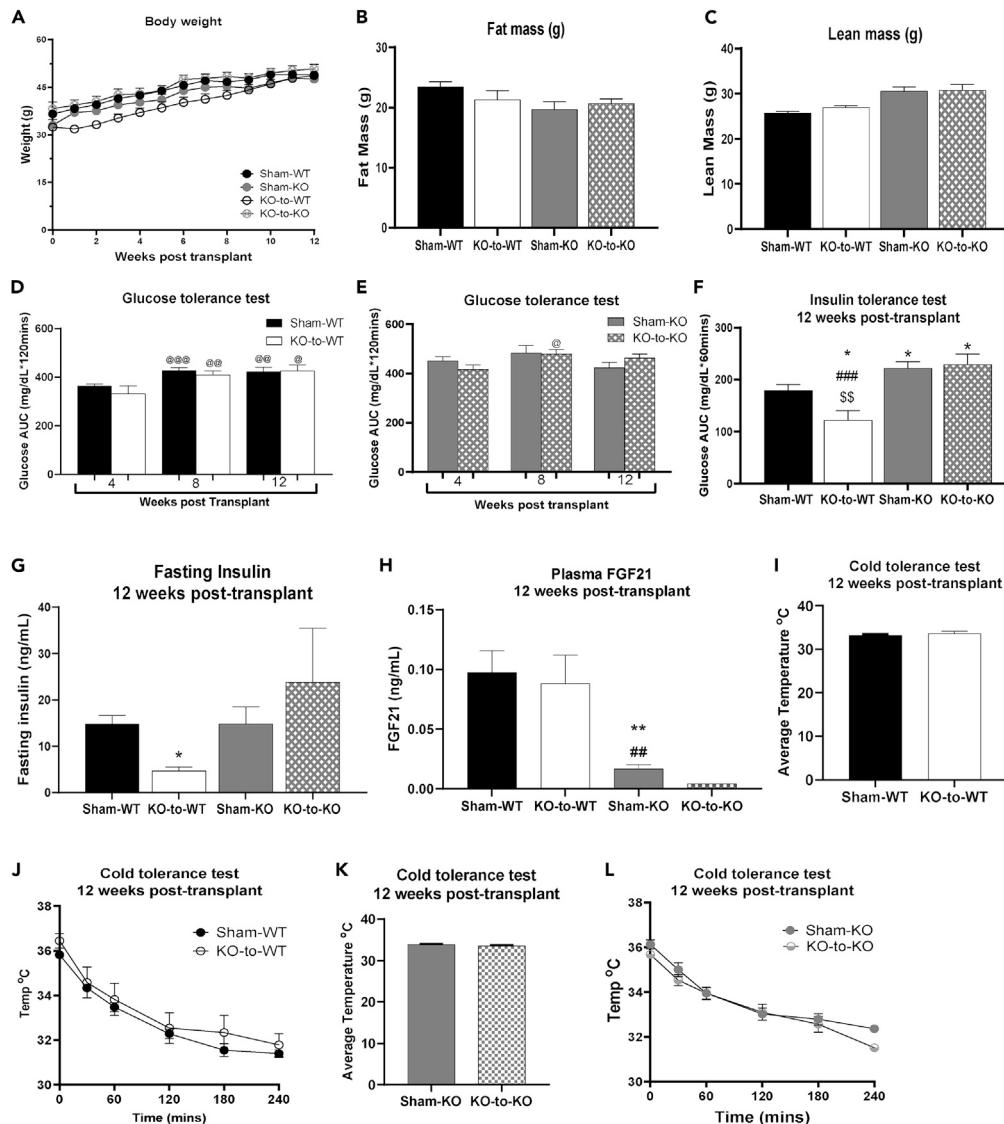 A
Body weight
Weight (g)
60
45
30
15
0
0 2 4 6 8 10 12
Weeks post transplant
Sham-WT
Sham-KO
KO-to-WT
KO-to-KO
B
Fat mass (g)
Fat Mass (g)
30
20
10
0
Sham-WT KO-to-WT Sham-KO KO-to-KO
C
Lean mass (g)
Lean Mass (g)
40
30
20
10
0
Sham-WT KO-to-WT Sham-KO KO-to-KO
D
Glucose tolerance test
Glucose AUC (mg/dL*120mins)
600
400
200
0
Sham-WT
KO-to-WT
@@@ @@ @@ @
4 8 12
Weeks post Transplant
E
Glucose tolerance test
Glucose AUC (mg/dL*120mins)
600
400
200
0
Sham-KO
KO-to-KO
@
4 8 12
Weeks post transplant
F
Insulin tolerance test
12 weeks post-transplant
Glucose AUC (mg/dL*60mins)
300
200
100
0
* * *
###
$$
Sham-WT KO-to-WT Sham-KO KO-to-KO
G
Fasting Insulin
12 weeks post-transplant
Fasting insulin (ng/mL)
40
30
20
10
0
*
Sham-WT KO-to-WT Sham-KO KO-to-KO
H
Plasma FGF21
12 weeks post-transplant
FGF21 (ng/mL)
0.15
0.10
0.05
0.00
**
##
Sham-WT KO-to-WT Sham-KO KO-to-KO
I
Cold tolerance test
12 weeks post-transplant
Average Temperature °C
40
30
20
10
0
Sham-WT KO-to-WT
J
Cold tolerance test
12 weeks post-transplant
Temp °C
38
36
34
32
30
Sham-WT
KO-to-WT
0 60 120 180 240
Time (mins)
K
Cold tolerance test
12 weeks post-transplant
Average Temperature °C
40
30
20
10
0
Sham-KO KO-to-KO
L
Cold tolerance test
12 weeks post-transplant
Temp °C
38
36
34
32
30
Sham-KO
KO-to-KO
0 60 120 180 240
Time (mins)